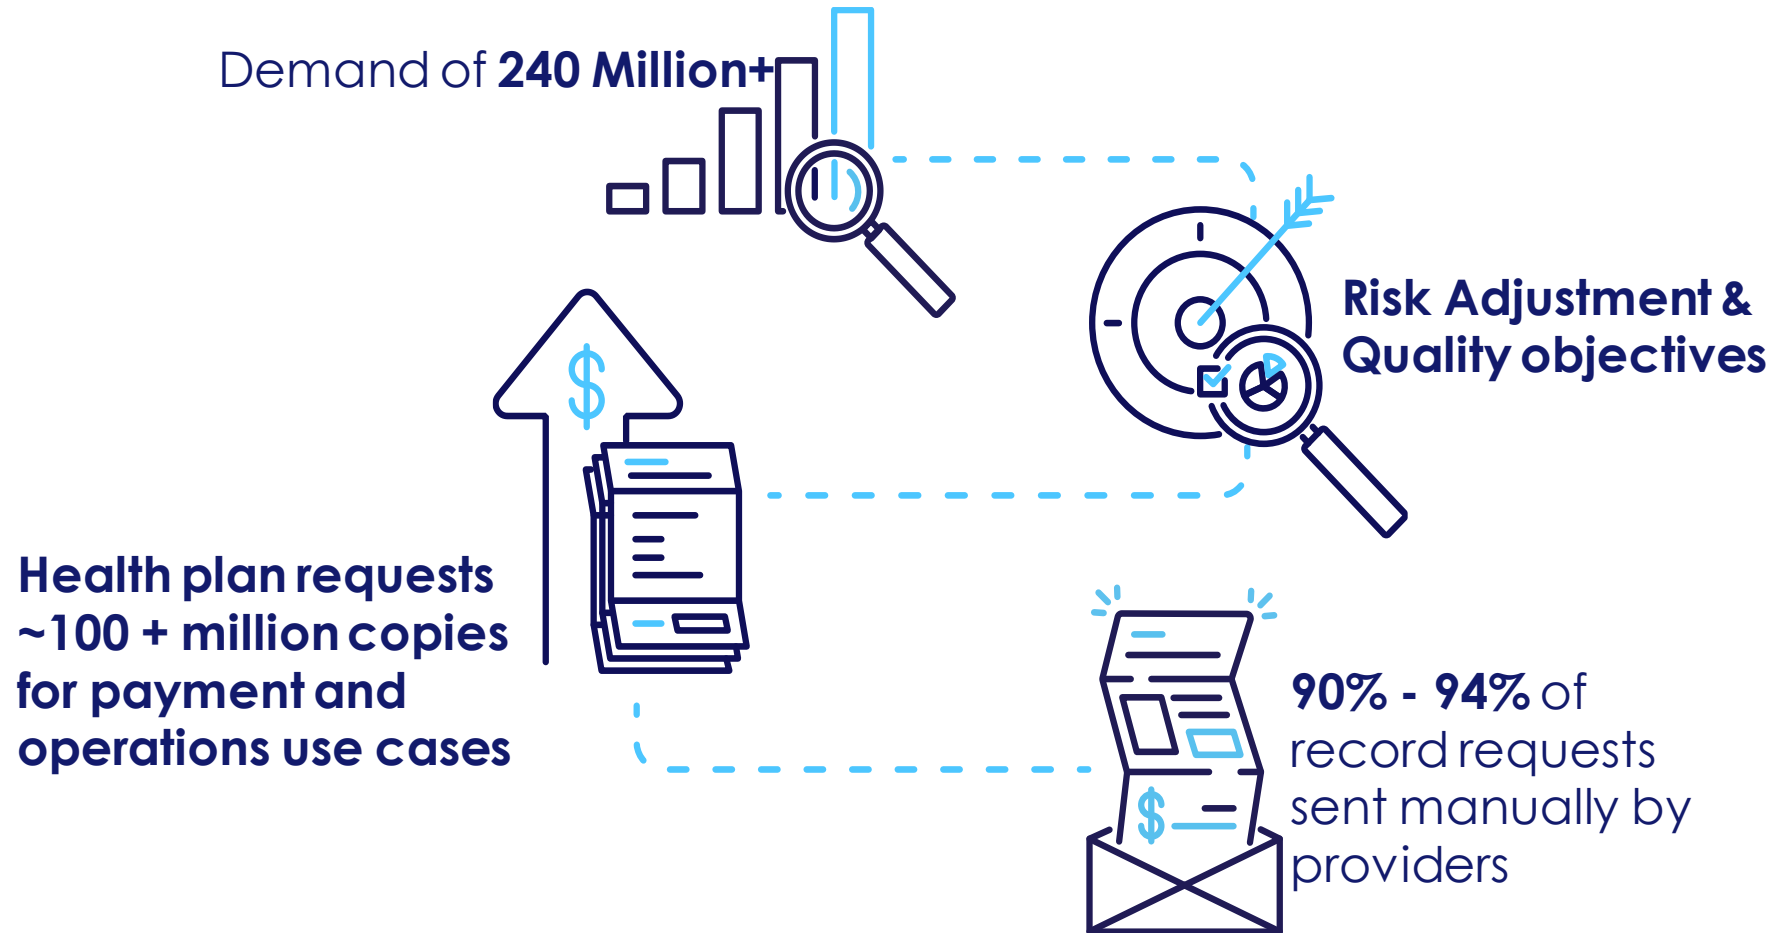 Demand of 240 Million+
Risk Adjustment &
Quality objectives
Health plan requests
~100 + million copies
for payment and
operations use cases
90% - 94% of
record requests
sent manually by
providers